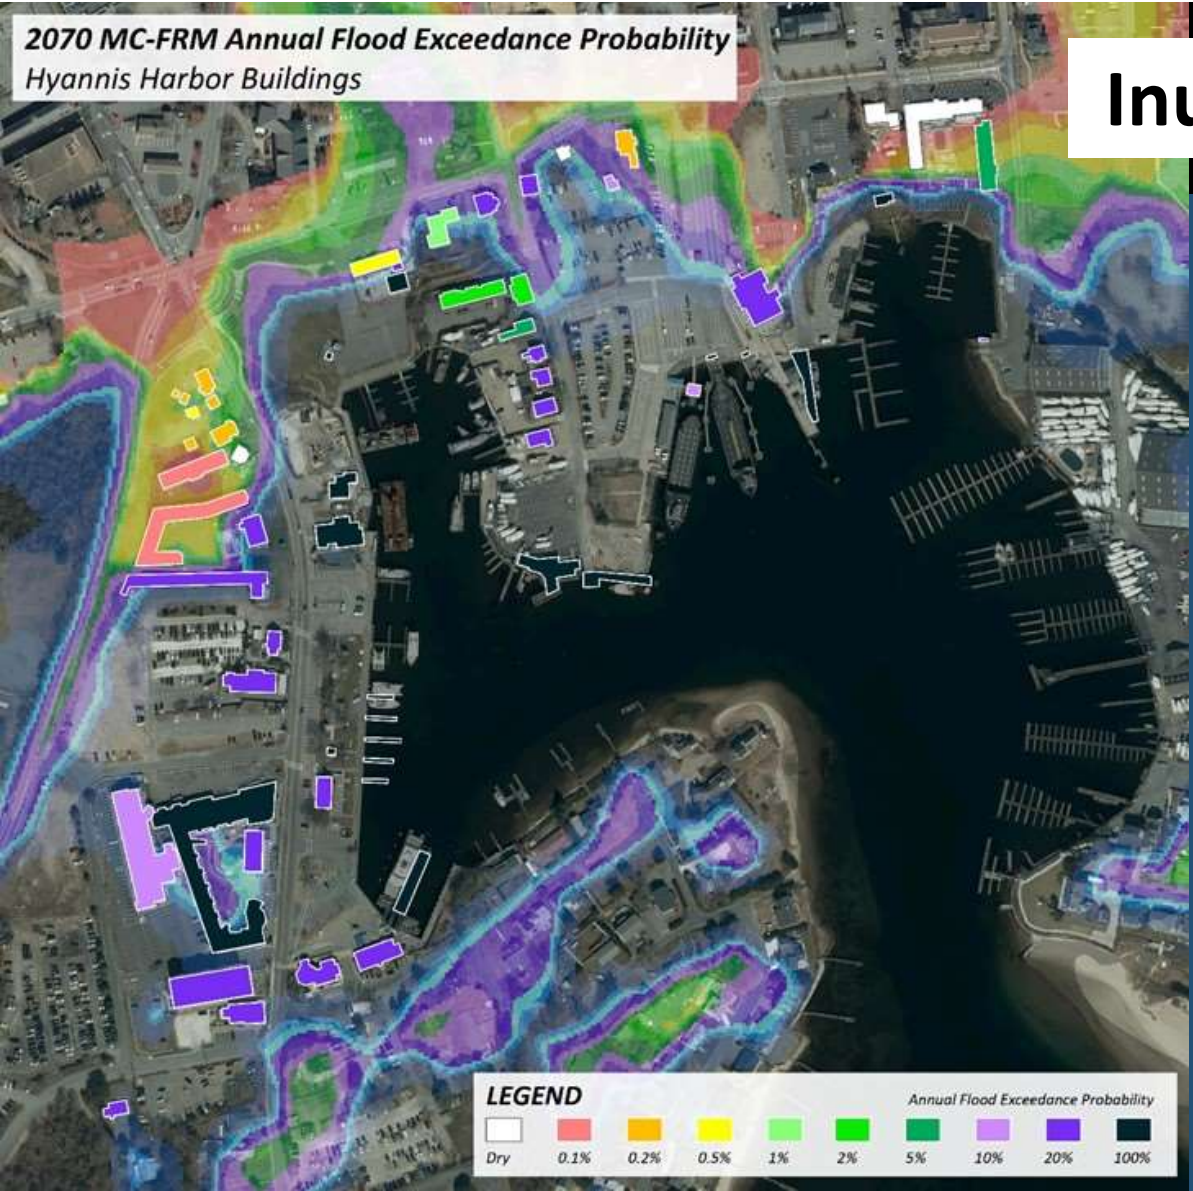 2070 MC-FRM Annual Flood Exceedance Probability
Hyannis Harbor Buildings
Inu
LEGEND
Annual Flood Exceedance Probability
Dry 0.1% 0.2% 0.5% 1% 2% 5% 10% 20% 100%